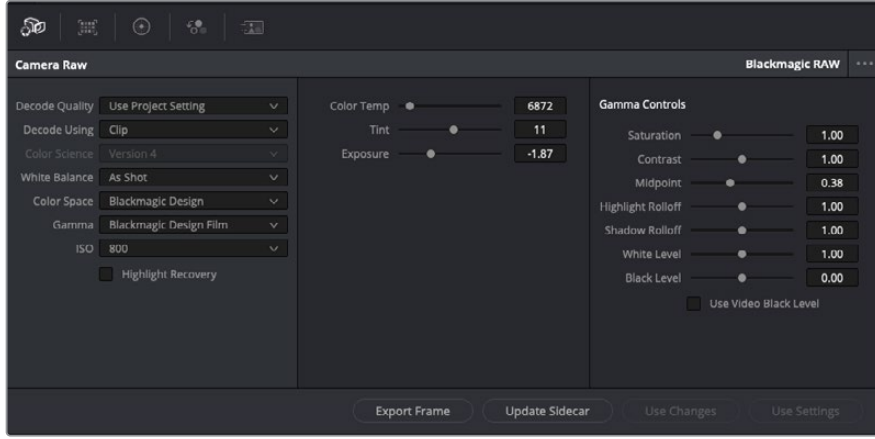 Camera Raw
Blackmagic RAW
Decode Quality Use Project Setting
Decode Using Clip
Color Science Version 4
White Balance As Shot
Color Space Blackmagic Design
Gamma Blackmagic Design Film
ISO 800
Highlight Recovery
Color Temp 6872
Tint 11
Exposure -1.87
Gamma Controls
Saturation 1.00
Contrast 1.00
Midpoint 0.38
Highlight Rolloff 1.00
Shadow Rolloff 1.00
White Level 1.00
Black Level 0.00
Use Video Black Level
Export Frame
Update Sidecar
Use Changes
Use Settings